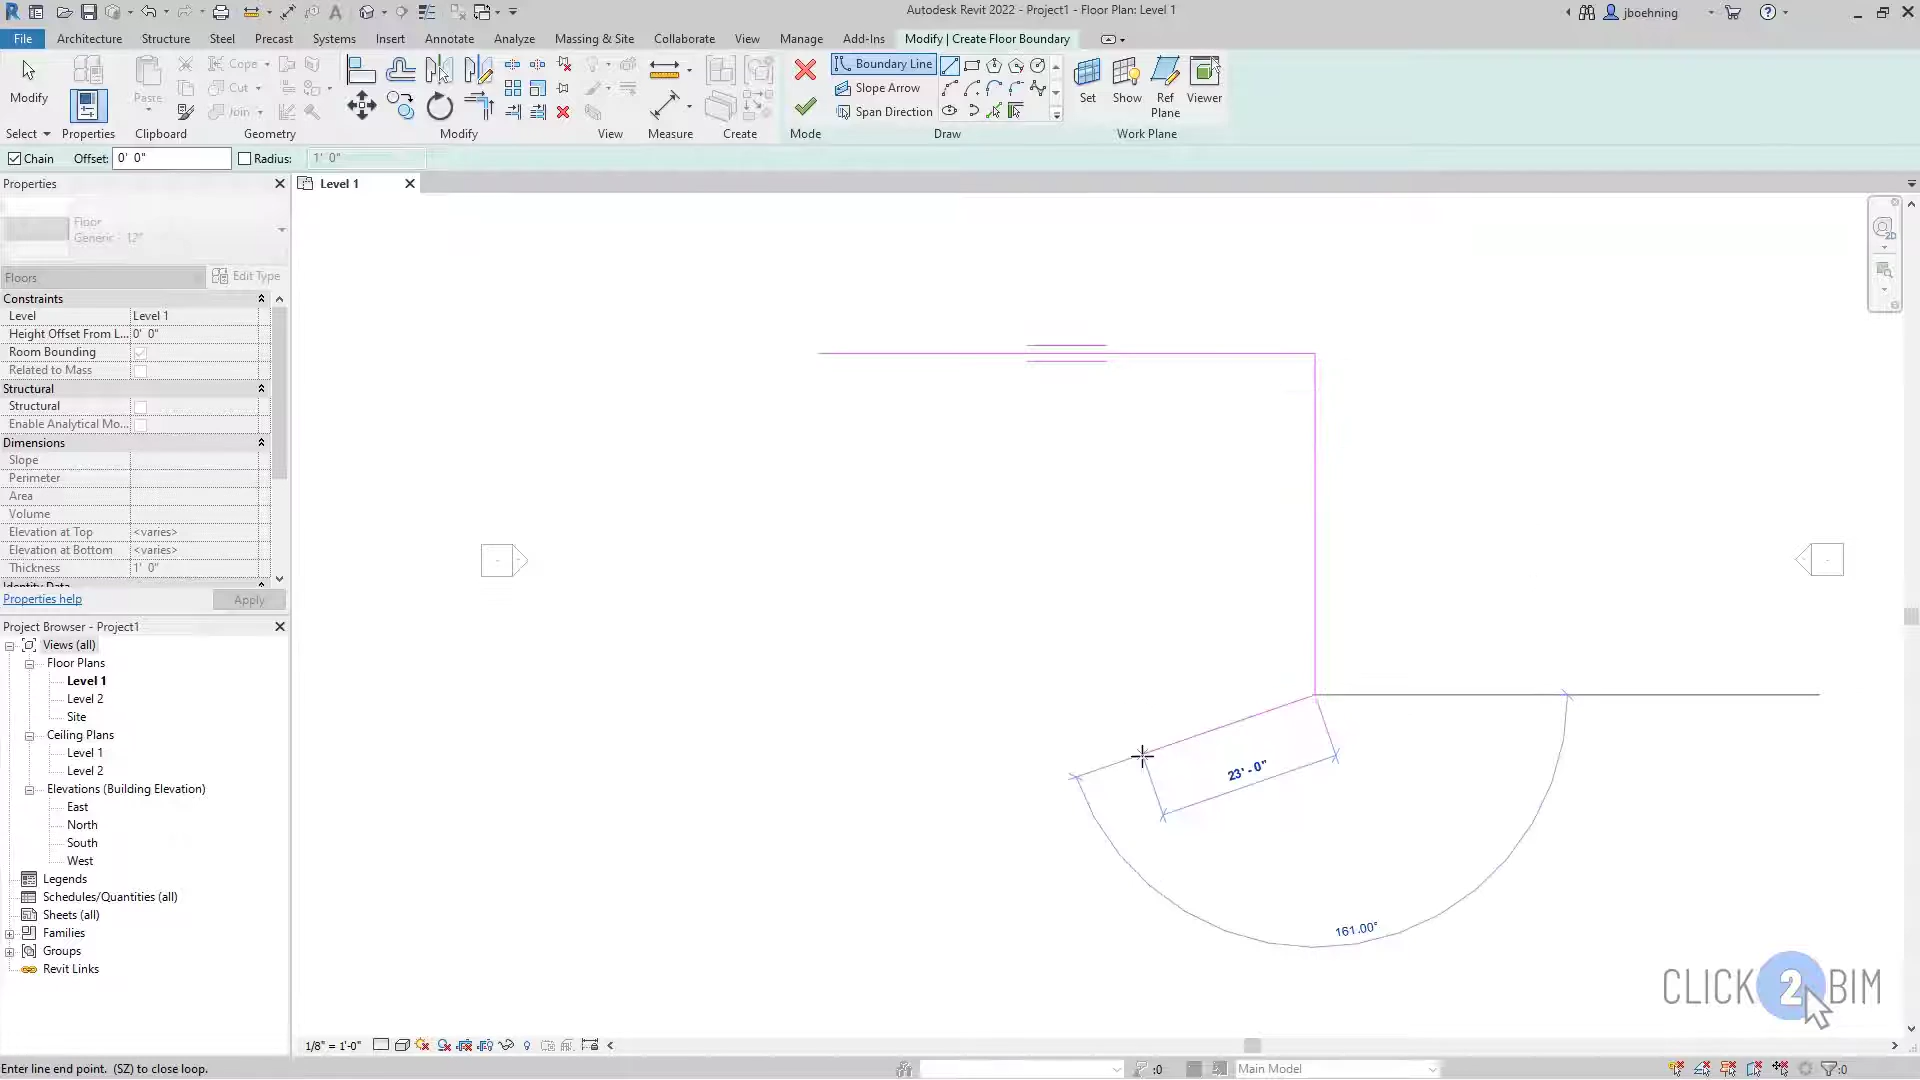 Autodesk Revit 2022 - Project1 - Floor Plan: Level 1
jboehning
File
Architecture
Structure
Steel
Precast
Systems
Insert
Annotate
Analyze
Massing & Site
Collaborate
View
Manage
Add-Ins
Modify | Create Floor Boundary
Modify
Select
Properties
Paste
Cope
Cut
Join
Clipboard
Geometry
Modify
View
Measure
Create
Mode
Boundary Line
Slope Arrow
Span Direction
Draw
Set
Show
Ref
Plane
Viewer
Work Plane
Chain
Offset:
0' 0"
Radius:
1' 0"
Properties
Level 1
Floor
Generic - 12"
Floors
Edit Type
Constraints
Level
Level 1
Height Offset From L...
0' 0"
Room Bounding
Related to Mass
Structural
Structural
Enable Analytical Mo...
Dimensions
Slope
Perimeter
Area
Volume
Elevation at Top
<varies>
Elevation at Bottom
<varies>
Thickness
1' 0"
Identity Data
Properties help
Apply
Project Browser - Project1
Views (all)
Floor Plans
Level 1
Level 2
Site
Ceiling Plans
Level 1
Level 2
Elevations (Building Elevation)
East
North
South
West
Legends
Schedules/Quantities (all)
Sheets (all)
Families
Groups
Revit Links
23' - 0"
161.00°
2D
CLICK 2 BIM
1/8" = 1'-0"
Enter line end point. (SZ) to close loop.
:0
Main Model
:0